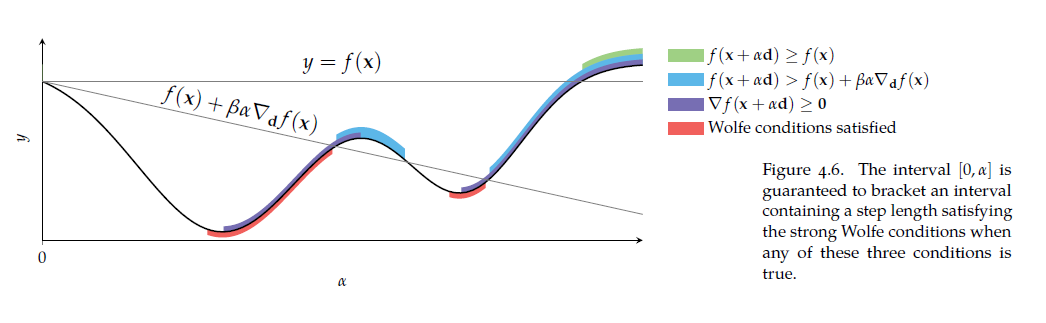 y = f(𝐱)
f(𝐱) + βα∇𝐝f(𝐱)
y
0
α
f(𝐱 + α𝐝) ≥ f(𝐱)
f(𝐱 + α𝐝) > f(𝐱) + βα∇𝐝f(𝐱)
∇f(𝐱 + α𝐝) ≥ 𝟎
Wolfe conditions satisfied
Figure 4.6. The interval [0, α] is
guaranteed to bracket an interval
containing a step length satisfying
the strong Wolfe conditions when
any of these three conditions is
true.